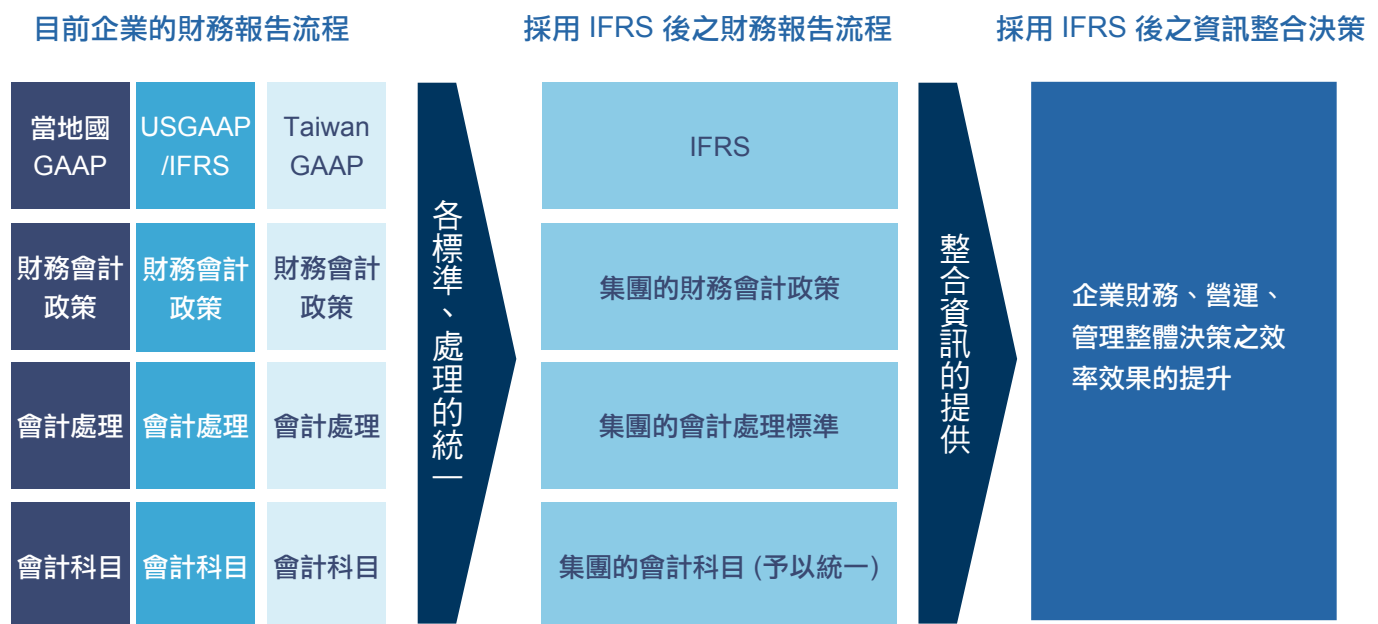 目前企業的財務報告流程
採用 IFRS 後之財務報告流程
採用 IFRS 後之資訊整合決策
當地國
GAAP
USGAAP
/IFRS
Taiwan
GAAP
財務會計
政策
財務會計
政策
財務會計
政策
會計處理
會計處理
會計處理
會計科目
會計科目
會計科目
各標準、處理的統一
IFRS
集團的財務會計政策
集團的會計處理標準
集團的會計科目 (予以統一)
整合資訊的提供
企業財務、營運、
管理整體決策之效
率效果的提升